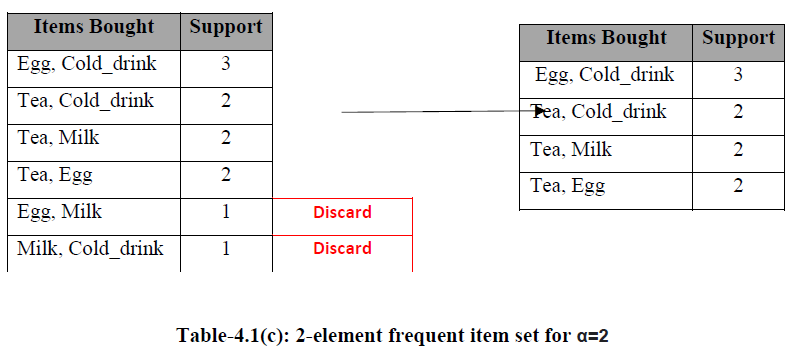 Items Bought Support
Egg, Cold_drink 3
Tea, Cold_drink 2
Tea, Milk 2
Tea, Egg 2
Egg, Milk 1 Discard
Milk, Cold_drink 1 Discard
Items Bought Support
Egg, Cold_drink 3
Tea, Cold_drink 2
Tea, Milk 2
Tea, Egg 2
Table-4.1(c): 2-element frequent item set for α=2